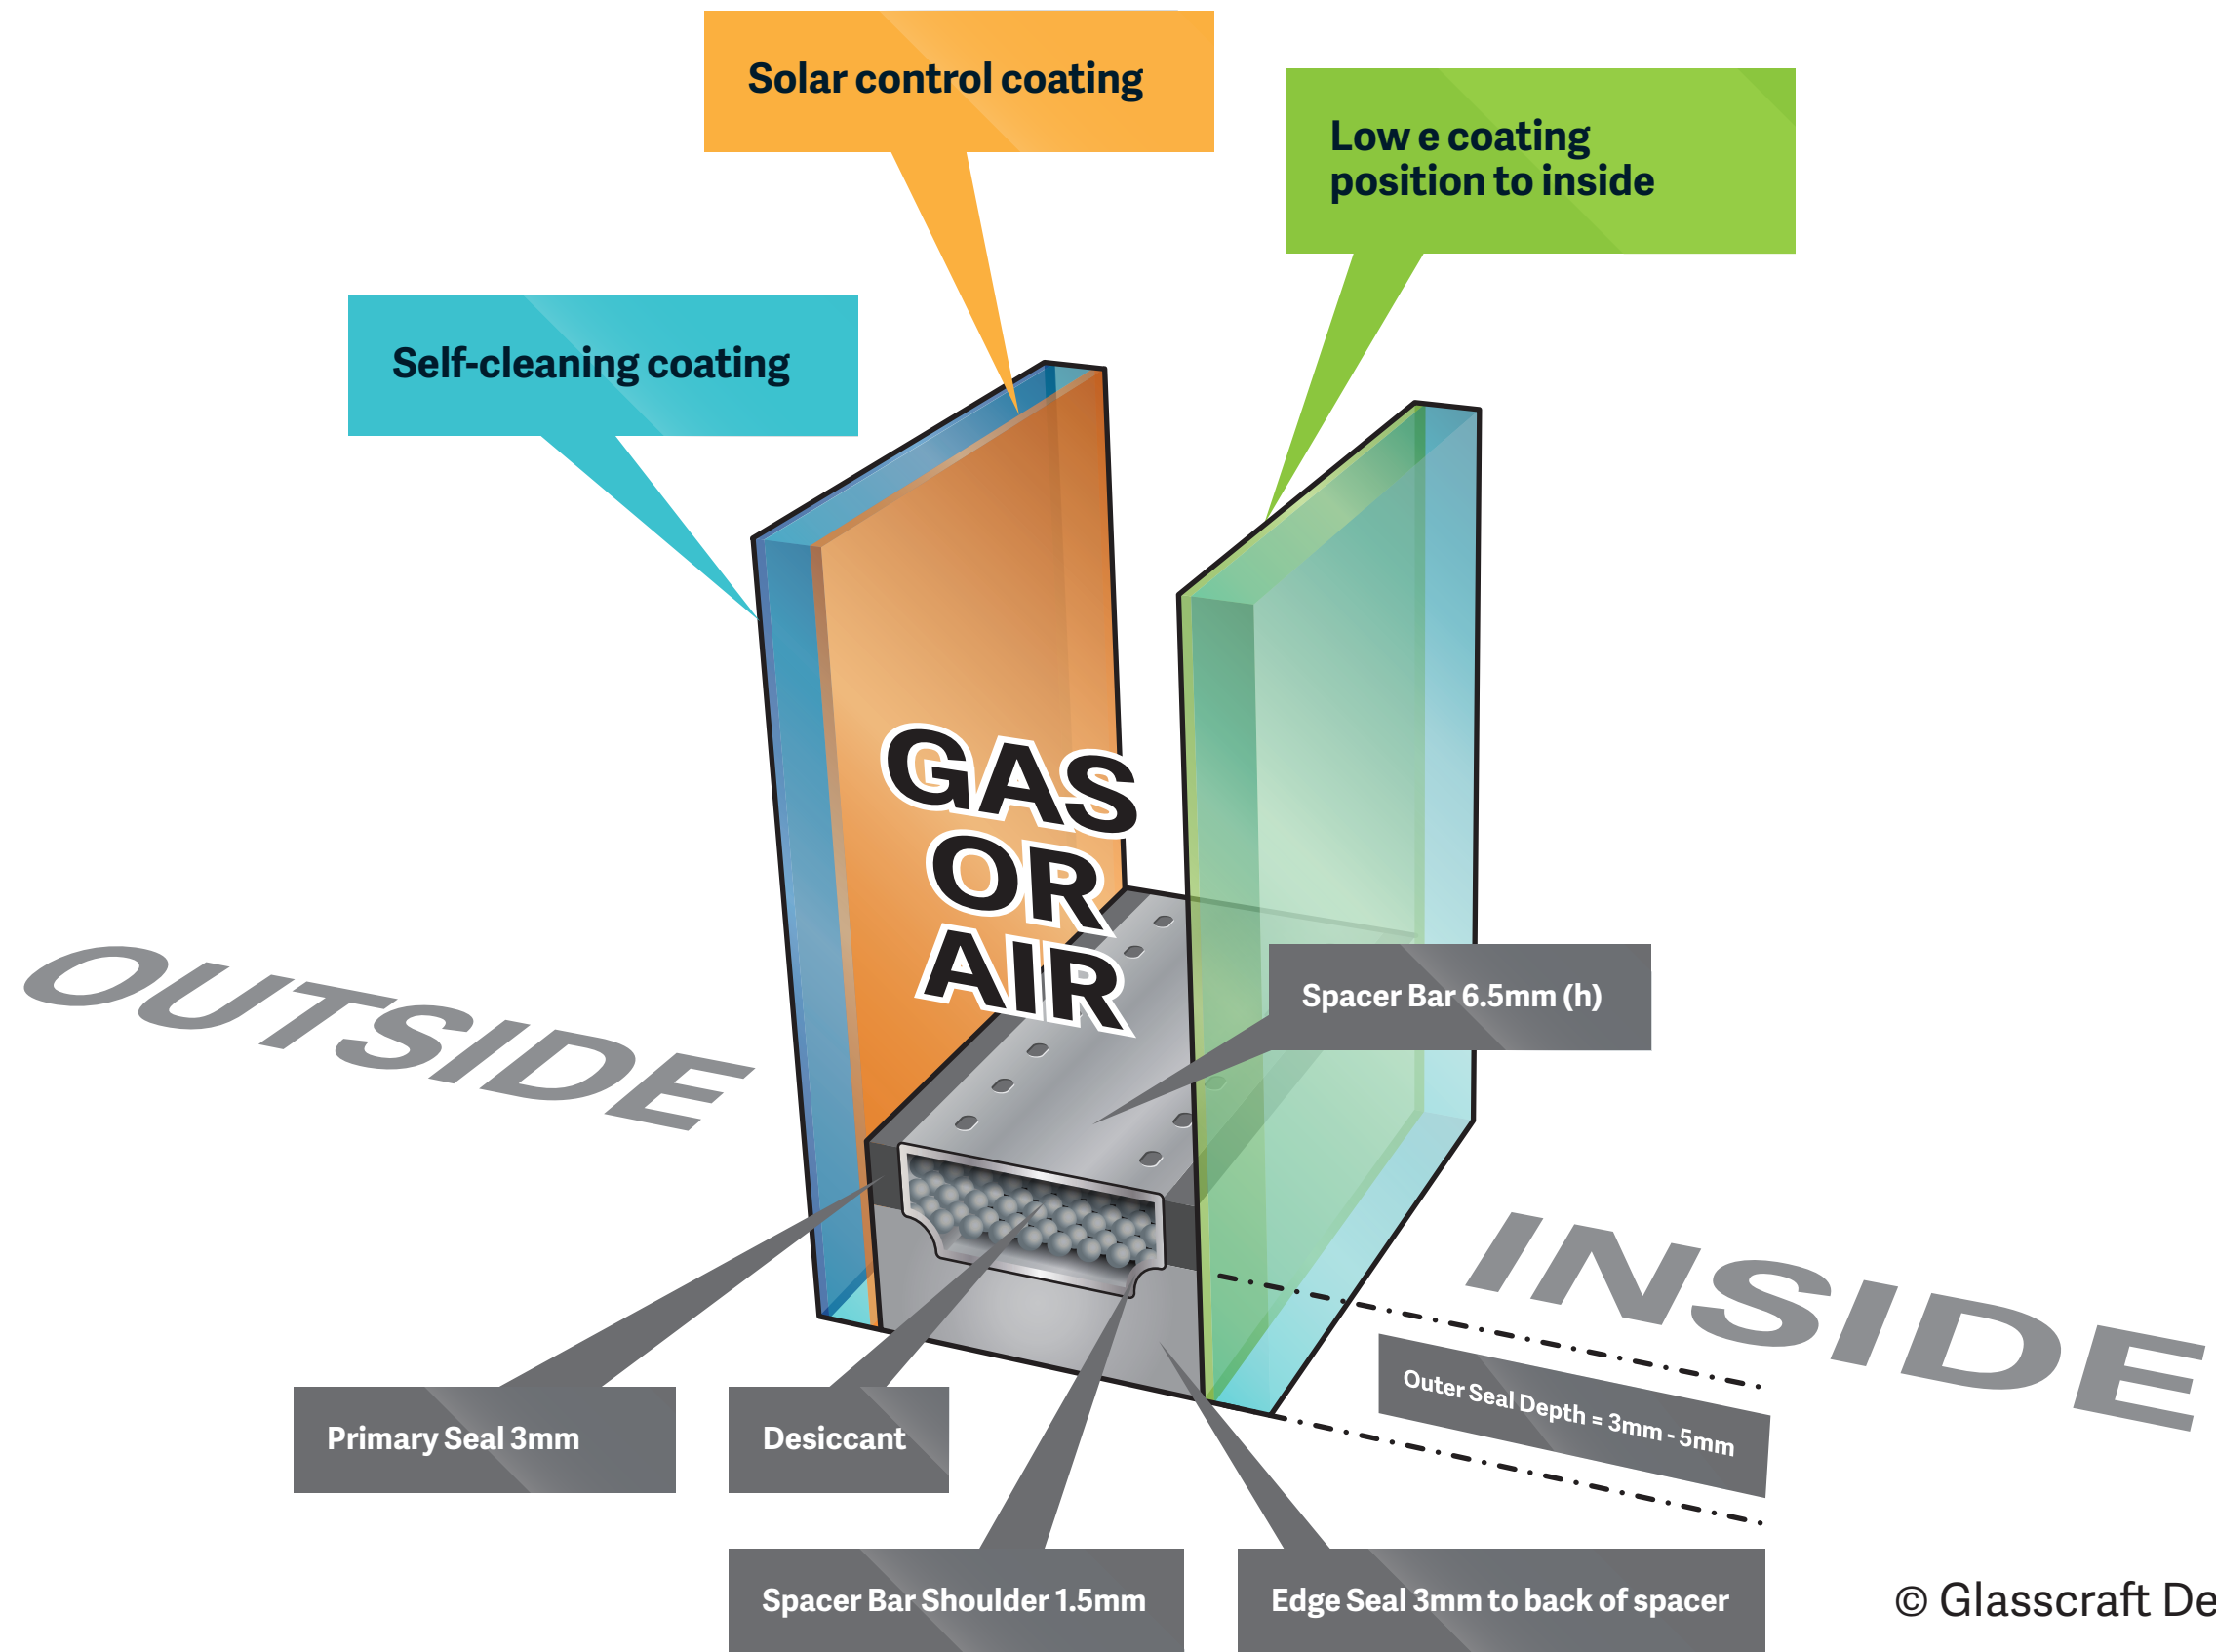 Solar control coating
Low e coating
position to inside
Self-cleaning coating
GAS
OR
AIR
OUTSIDE
Spacer Bar 6.5mm (h)
INSIDE
Outer Seal Depth = 3mm - 5mm
Primary Seal 3mm
Desiccant
Spacer Bar Shoulder 1.5mm
Edge Seal 3mm to back of spacer
© Glasscraft De